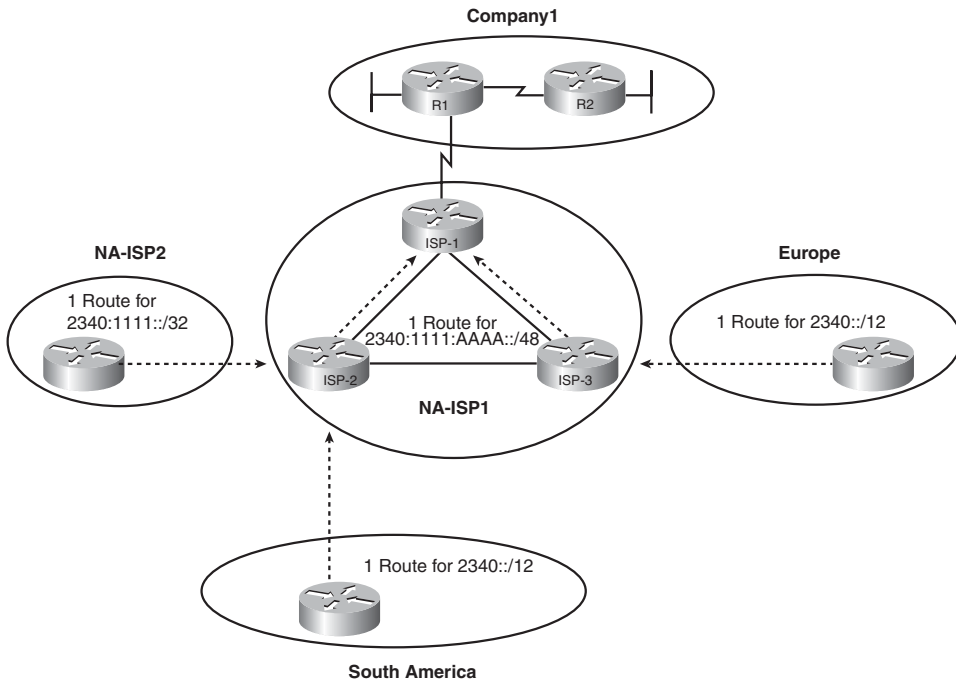 Company1
R1
R2
ISP-1
NA-ISP2
1 Route for
2340:1111::/32
Europe
1 Route for 2340::/12
1 Route for
2340:1111:AAAA::/48
ISP-2
ISP-3
NA-ISP1
1 Route for 2340::/12
South America